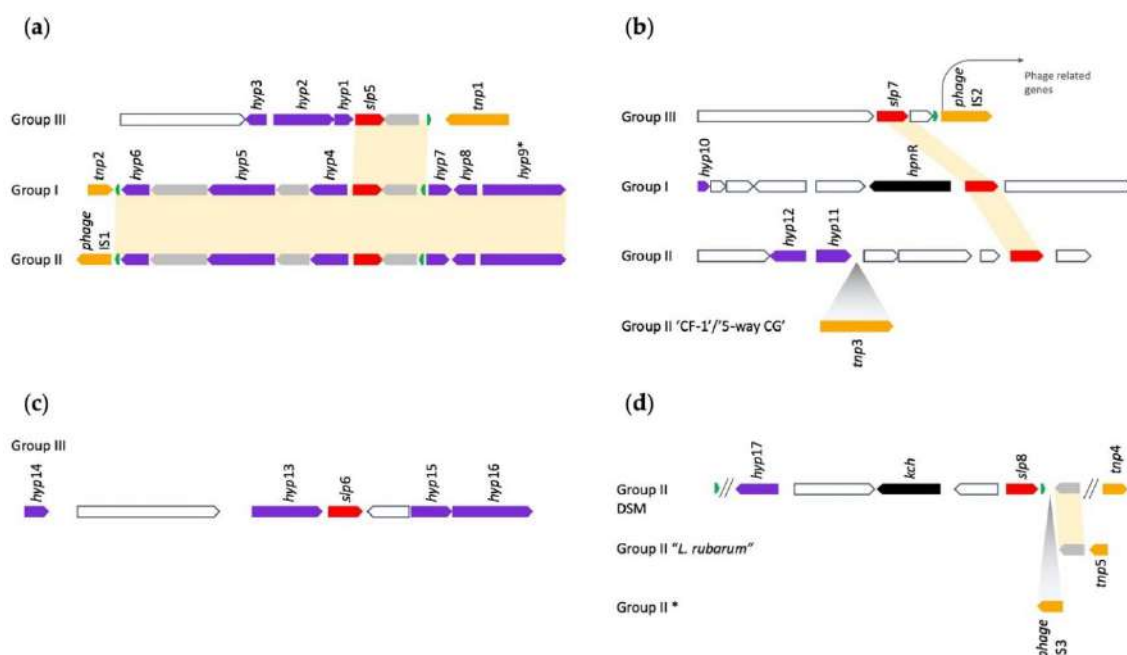 (a)
hyp3
hyp2
hyp1
slp5
tnp1
Group III
tnp2
hyp6
hyp5
hyp4
hyp7
hyp8
hyp9*
Group I
phage
IS1
Group II
(b)
slp7
phage
IS2
Phage related
genes
Group III
hyp10
hpnR
Group I
hyp12
hyp11
Group II
Group II 'CF-1'/'5-way CG'
tnp3
(c)
Group III
hyp14
hyp13
slp6
hyp15
hyp16
(d)
hyp17
kch
slp8
tnp4
Group II
DSM
Group II "L. rubarum"
tnp5
Group II *
phage
IS3